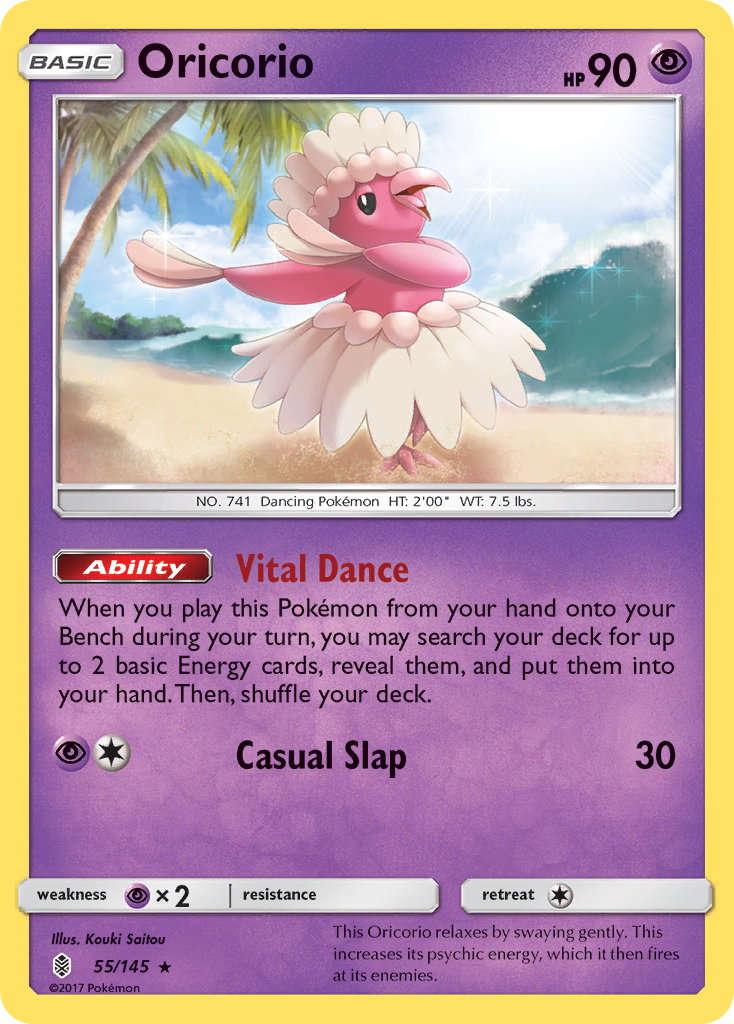 BASIC Oricorio HP 90
NO. 741 Dancing Pokémon HT: 2'00" WT: 7.5 lbs.
Ability Vital Dance
When you play this Pokémon from your hand onto your
Bench during your turn, you may search your deck for up
to 2 basic Energy cards, reveal them, and put them into
your hand. Then, shuffle your deck.
Casual Slap 30
weakness ×2 resistance retreat
Illus. Kouki Saitou
55/145 ★
©2017 Pokémon
This Oricorio relaxes by swaying gently. This
increases its psychic energy, which it then fires
at its enemies.